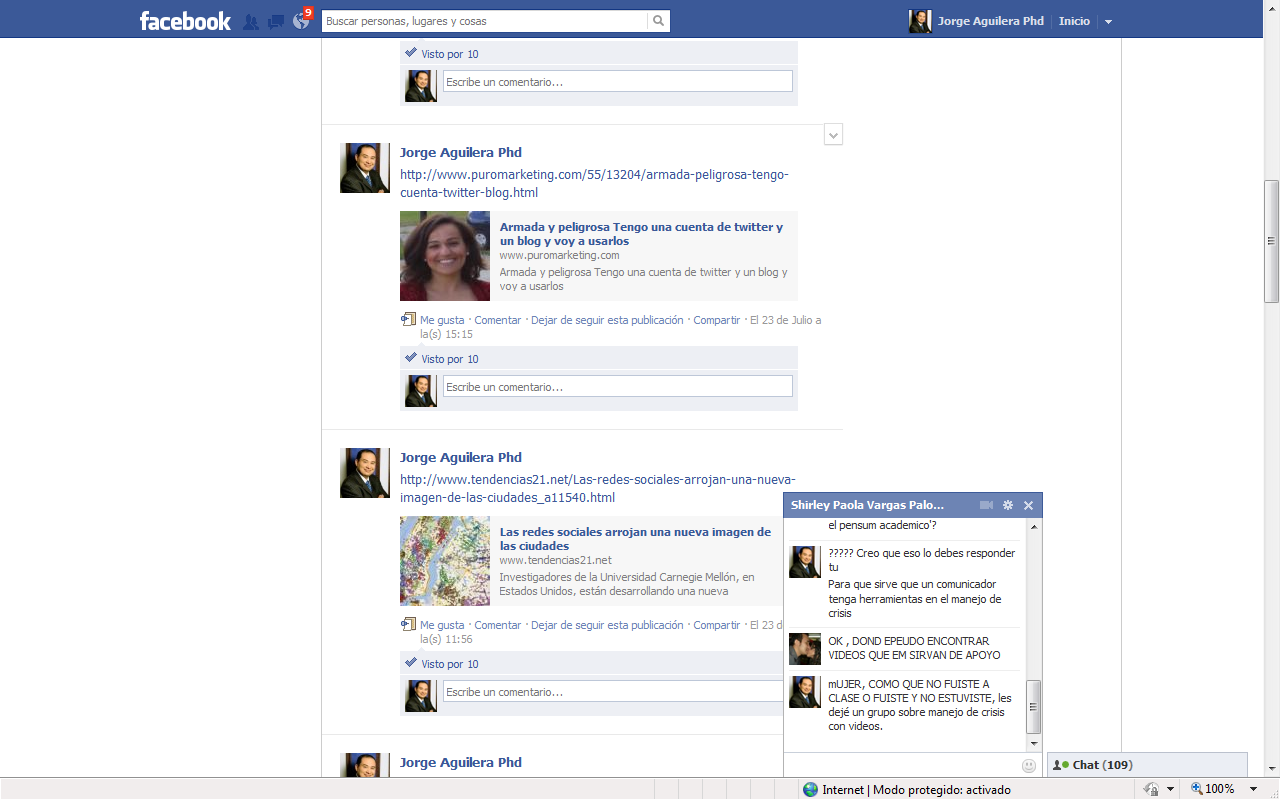 facebook
9
Buscar personas, lugares y cosas
Jorge Aguilera Phd
Inicio
Visto por 10
Escribe un comentario...
Jorge Aguilera Phd
http://www.puromarketing.com/55/13204/armada-peligrosa-tengo-
cuenta-twitter-blog.html
Armada y peligrosa Tengo una cuenta de twitter y
un blog y voy a usarlos
www.puromarketing.com
Armada y peligrosa Tengo una cuenta de twitter y un blog y
voy a usarlos
Me gusta · Comentar · Dejar de seguir esta publicación · Compartir · El 23 de Julio a
la(s) 15:15
Visto por 10
Escribe un comentario...
Jorge Aguilera Phd
http://www.tendencias21.net/Las-redes-sociales-arrojan-una-nueva-
imagen-de-las-ciudades_a11540.html
Las redes sociales arrojan una nueva imagen de
las ciudades
www.tendencias21.net
Investigadores de la Universidad Carnegie Mellón, en
Estados Unidos, están desarrollando una nueva
Me gusta · Comentar · Dejar de seguir esta publicación · Compartir · El 23 d
la(s) 11:56
Visto por 10
Escribe un comentario...
Jorge Aguilera Phd
Shirley Paola Vargas Palo...
el pensum academico'?
????? Creo que eso lo debes responder
tu
Para que sirve que un comunicador
tenga herramientas en el manejo de
crisis
OK , DOND EPEUDO ENCONTRAR
VIDEOS QUE EM SIRVAN DE APOYO
mUJER, COMO QUE NO FUISTE A
CLASE O FUISTE Y NO ESTUVISTE, les
dejé un grupo sobre manejo de crisis
con videos.
Chat (109)
Internet | Modo protegido: activado
100%